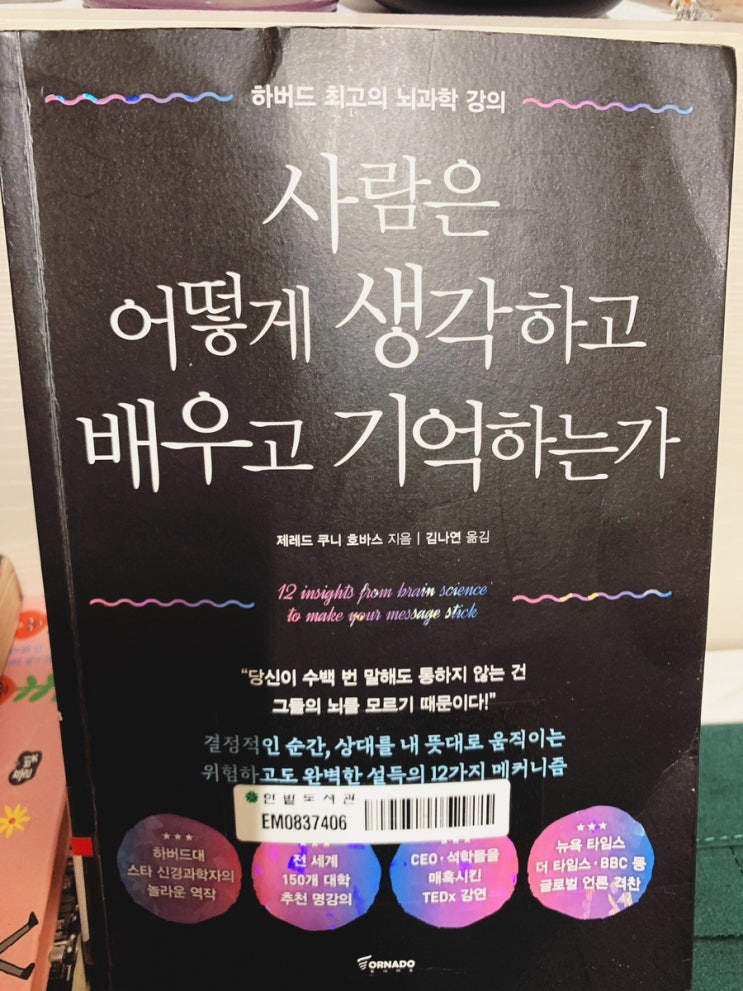 하버드 최고의 뇌과학 강의
사람은
어떻게 생각하고
배우고 기억하는가
제레드 쿠니 호바스 지음 | 김나연 옮김
12 insights from brain science
to make your message stick
“당신이 수백 번 말해도 통하지 않는 건
그들의 뇌를 모르기 때문이다!”
결정적인 순간, 상대를 내 뜻대로 움직이는
위험하고도 완벽한 설득의 12가지 메커니즘
한밭도서관
EM0837406
하버드대
스타 신경과학자의
놀라운 역작
전 세계
150개 대학
추천 명강의
CEO·석학들을
매혹시킨
TEDx 강연
뉴욕 타임스
더 타임스·BBC 등
글로벌 언론 격찬
TORNADO
토네이도